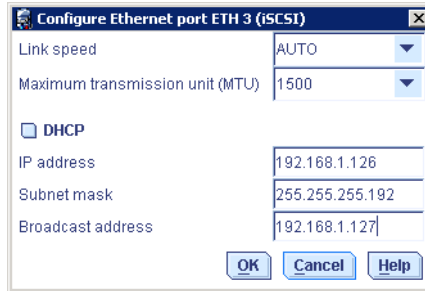 Configure Ethernet port ETH 3 (iSCSI)
Link speed AUTO
Maximum transmission unit (MTU) 1500
DHCP
IP address 192.168.1.126
Subnet mask 255.255.255.192
Broadcast address 192.168.1.127
OK Cancel Help